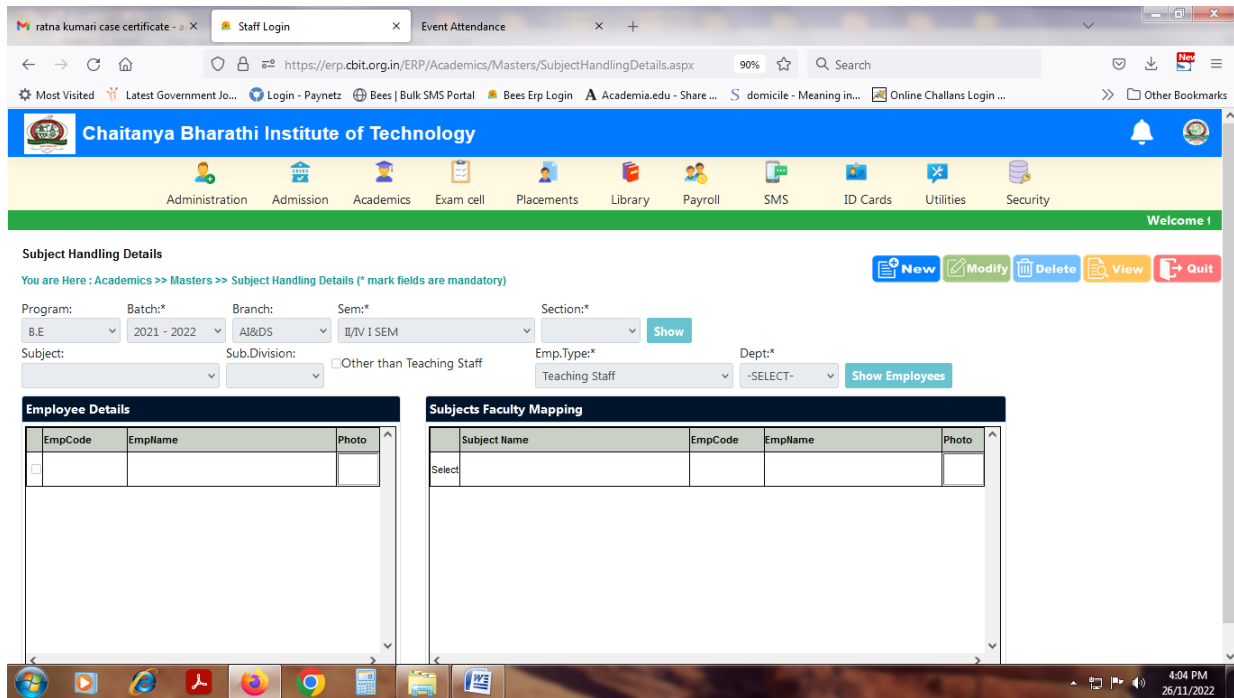 ratna kumari case certificate - a
Staff Login
Event Attendance
https://erp.cbit.org.in/ERP/Academics/Masters/SubjectHandlingDetails.aspx 90% Search New
Most Visited Latest Government Jo... Login - Paynetz Bees | Bulk SMS Portal Bees Erp Login Academia.edu - Share ... domicile - Meaning in... Online Challans Login ... Other Bookmarks
Chaitanya Bharathi Institute of Technology
Administration Admission Academics Exam cell Placements Library Payroll SMS ID Cards Utilities Security
Welcome t
Subject Handling Details
New Modify Delete View Quit
You are Here : Academics >> Masters >> Subject Handling Details (* mark fields are mandatory)
Program: Batch:* Branch: Sem:* Section:*
B.E 2021 - 2022 AI&DS II/IV I SEM Show
Subject: Sub.Division: Other than Teaching Staff Emp.Type:* Dept:*
Teaching Staff -SELECT- Show Employees
Employee Details Subjects Faculty Mapping
EmpCode EmpName Photo Subject Name EmpCode EmpName Photo
Select
4:04 PM
26/11/2022